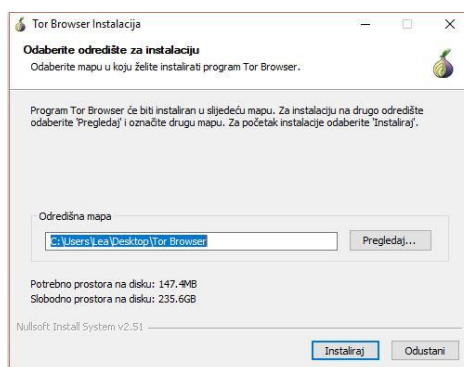 Tor Browser Instalacija
Odaberite odredište za instalaciju
Odaberite mapu u koju želite instalirati program Tor Browser.
Program Tor Browser će biti instaliran u slijedeću mapu. Za instalaciju na drugo odredište
odaberite 'Pregledaj' i označite drugu mapu. Za početak instalacije odaberite 'Instaliraj'.
Odredišna mapa
C:\Users\Lea\Desktop\Tor Browser
Pregledaj...
Potrebno prostora na disku: 147.4MB
Slobodno prostora na disku: 235.6GB
Nullsoft Install System v2.51
Instaliraj
Odustani